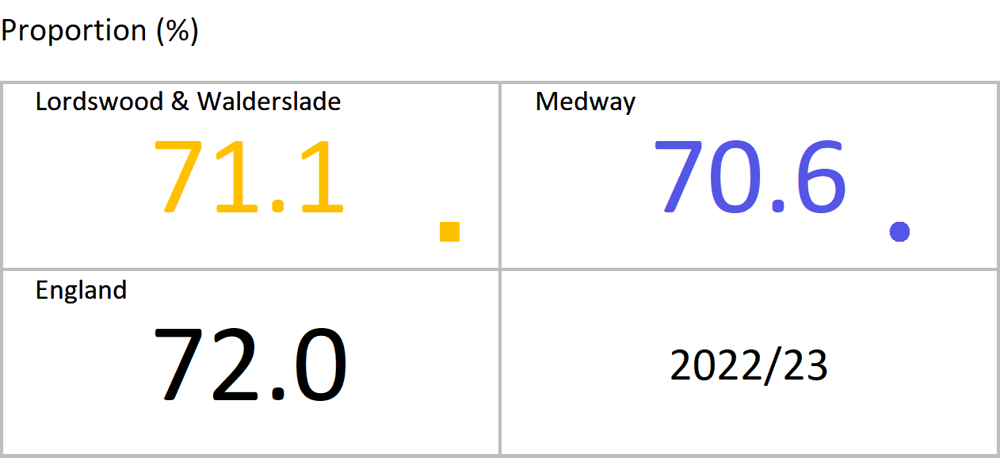 Proportion (%)
Lordswood & Walderslade
71.1
Medway
70.6
England
72.0
2022/23